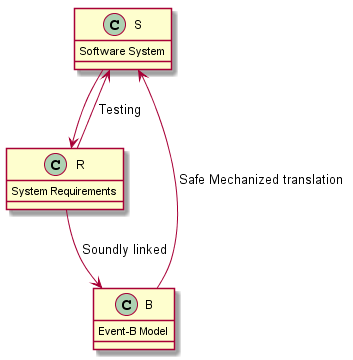 C S
Software System
Testing
C R
System Requirements
Safe Mechanized translation
Soundly linked
C B
Event-B Model